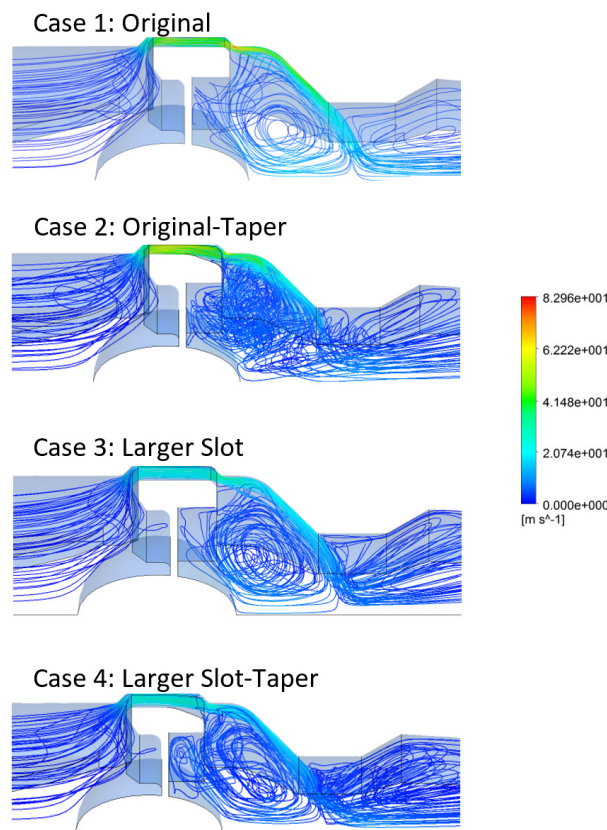 Case 1: Original
Case 2: Original-Taper
8.296e+001
6.222e+001
4.148e+001
2.074e+001
0.000e+000
[m s^-1]
Case 3: Larger Slot
Case 4: Larger Slot-Taper